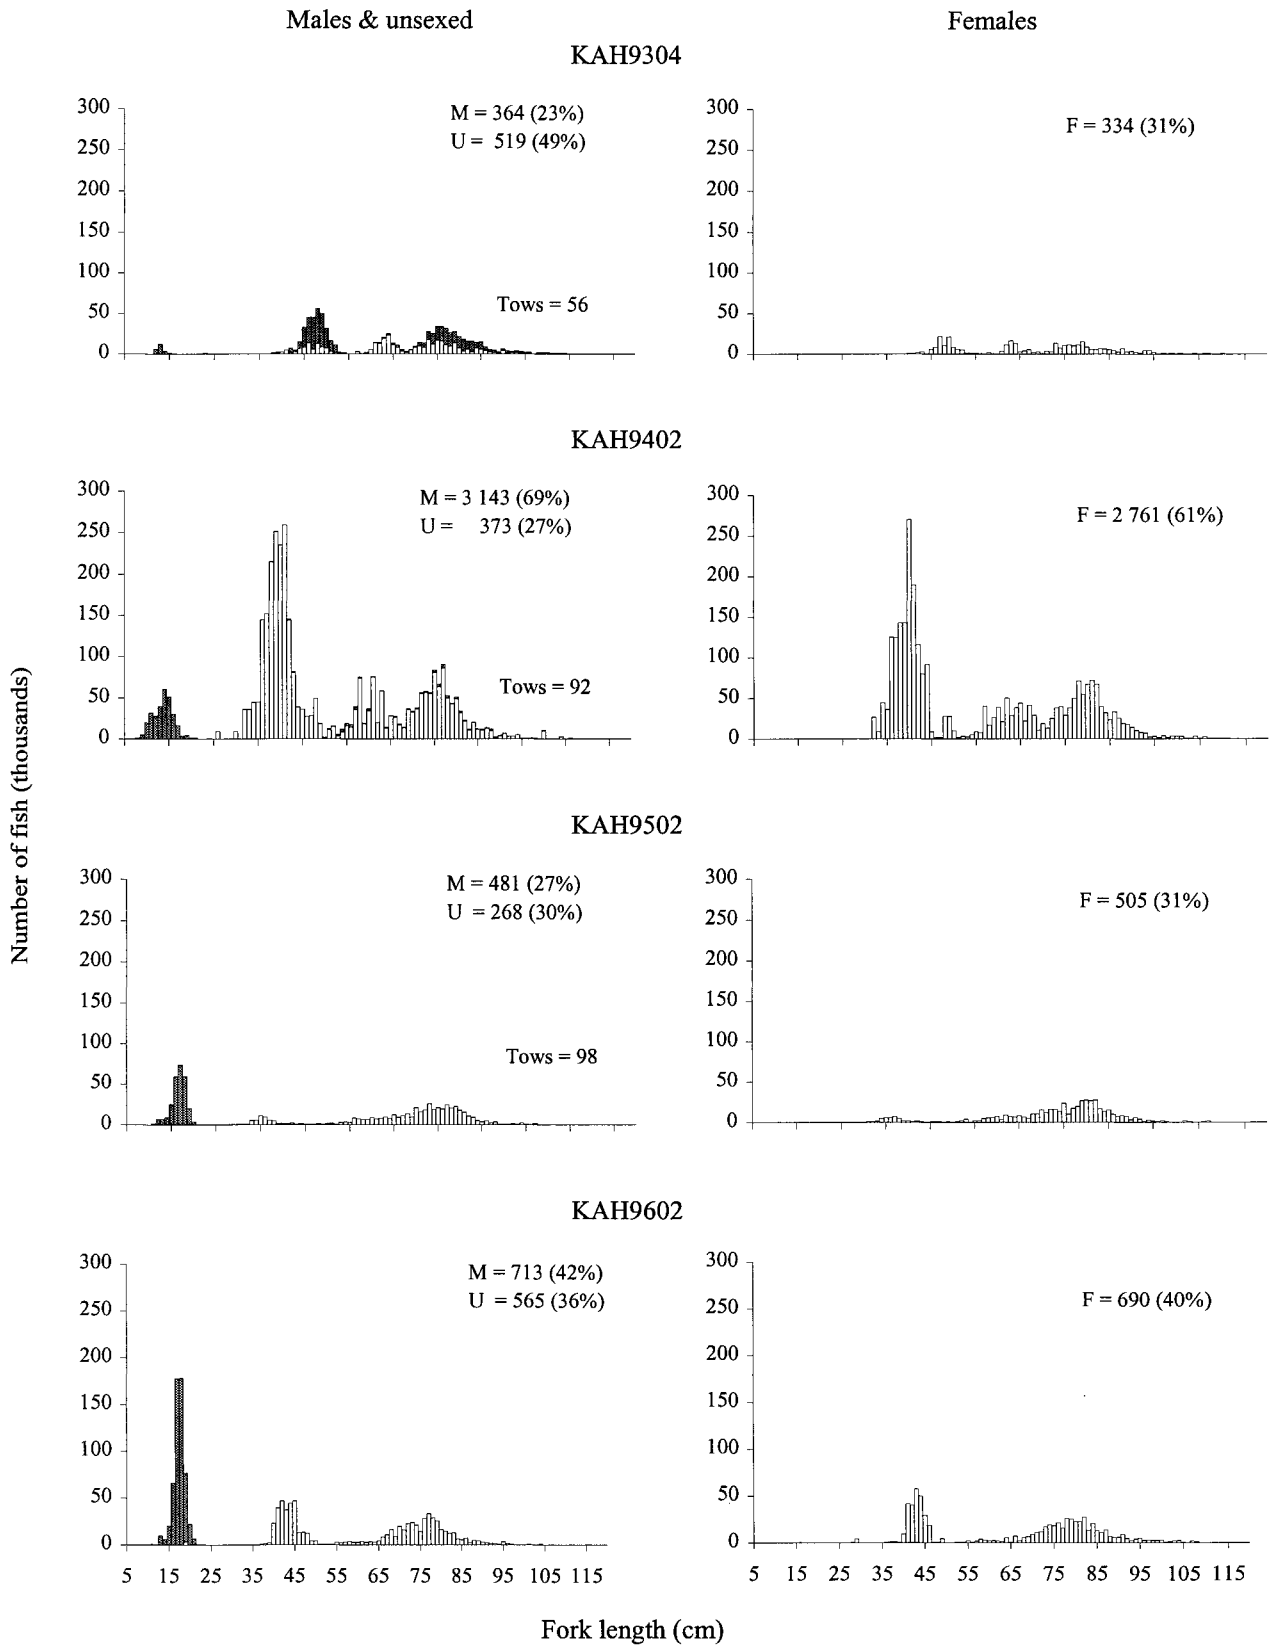 Males & unsexed
Females
KAH9304
300
250
200
150
100
50
0
M = 364 (23%)
U = 519 (49%)
Tows = 56
300
250
200
150
100
50
0
F = 334 (31%)
KAH9402
300
250
200
150
100
50
0
M = 3 143 (69%)
U = 373 (27%)
Tows = 92
300
250
200
150
100
50
0
F = 2 761 (61%)
Number of fish (thousands)
KAH9502
300
250
200
150
100
50
0
M = 481 (27%)
U = 268 (30%)
Tows = 98
300
250
200
150
100
50
0
F = 505 (31%)
KAH9602
300
250
200
150
100
50
0
M = 713 (42%)
U = 565 (36%)
5 15 25 35 45 55 65 75 85 95 105 115
300
250
200
150
100
50
0
F = 690 (40%)
5 15 25 35 45 55 65 75 85 95 105 115
Fork length (cm)